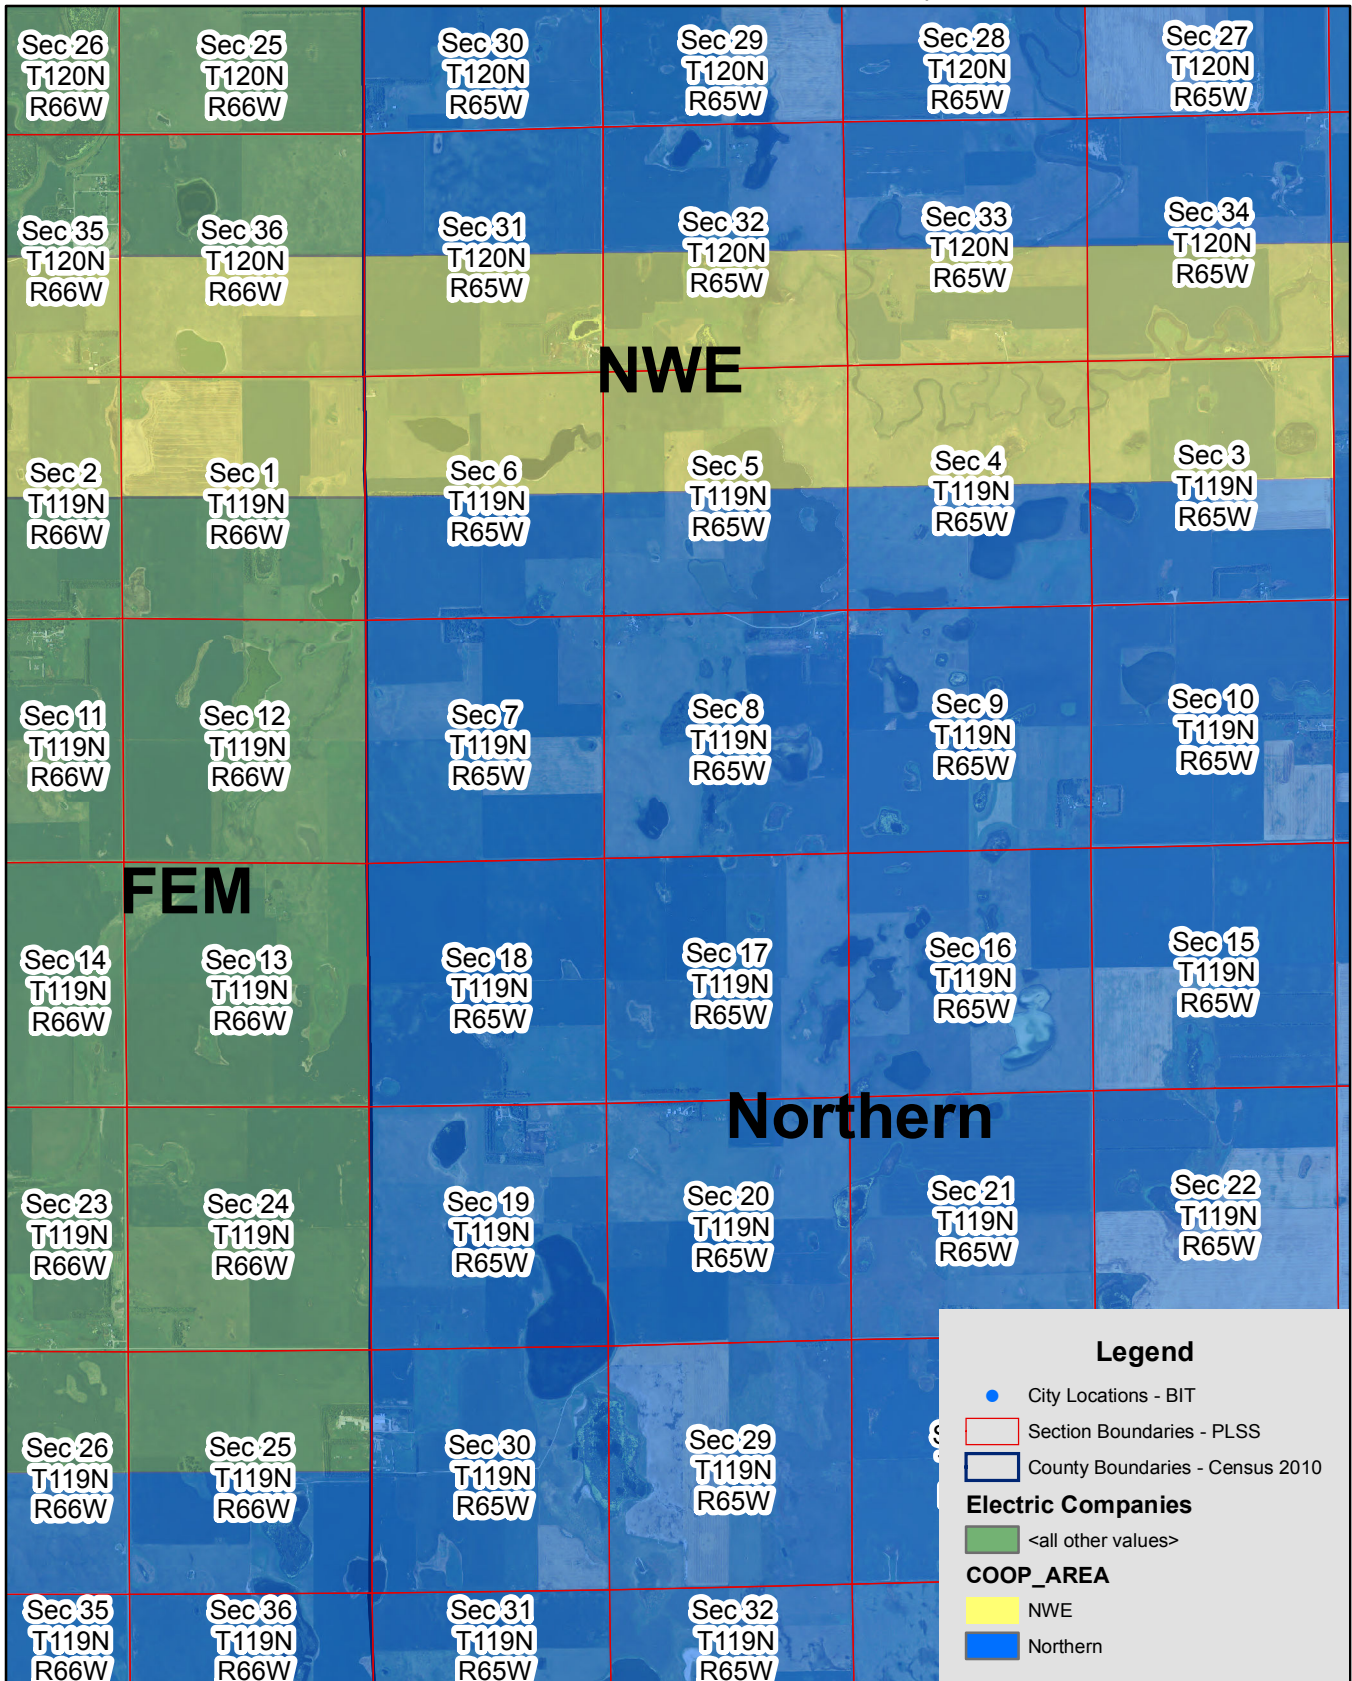 Sec 26
T120N
R66W
Sec 25
T120N
R66W
Sec 30
T120N
R65W
Sec 29
T120N
R65W
Sec 28
T120N
R65W
Sec 27
T120N
R65W
Sec 35
T120N
R66W
Sec 36
T120N
R66W
Sec 31
T120N
R65W
Sec 32
T120N
R65W
Sec 33
T120N
R65W
Sec 34
T120N
R65W
NWE
Sec 2
T119N
R66W
Sec 1
T119N
R66W
Sec 6
T119N
R65W
Sec 5
T119N
R65W
Sec 4
T119N
R65W
Sec 3
T119N
R65W
Sec 11
T119N
R66W
Sec 12
T119N
R66W
Sec 7
T119N
R65W
Sec 8
T119N
R65W
Sec 9
T119N
R65W
Sec 10
T119N
R65W
FEM
Sec 14
T119N
R66W
Sec 13
T119N
R66W
Sec 18
T119N
R65W
Sec 17
T119N
R65W
Sec 16
T119N
R65W
Sec 15
T119N
R65W
Northern
Sec 23
T119N
R66W
Sec 24
T119N
R66W
Sec 19
T119N
R65W
Sec 20
T119N
R65W
Sec 21
T119N
R65W
Sec 22
T119N
R65W
Sec 26
T119N
R66W
Sec 25
T119N
R66W
Sec 30
T119N
R65W
Sec 29
T119N
R65W
Sec 35
T119N
R66W
Sec 36
T119N
R66W
Sec 31
T119N
R65W
Sec 32
T119N
R65W
Legend
City Locations - BIT
Section Boundaries - PLSS
County Boundaries - Census 2010
Electric Companies
<all other values>
COOP_AREA
NWE
Northern